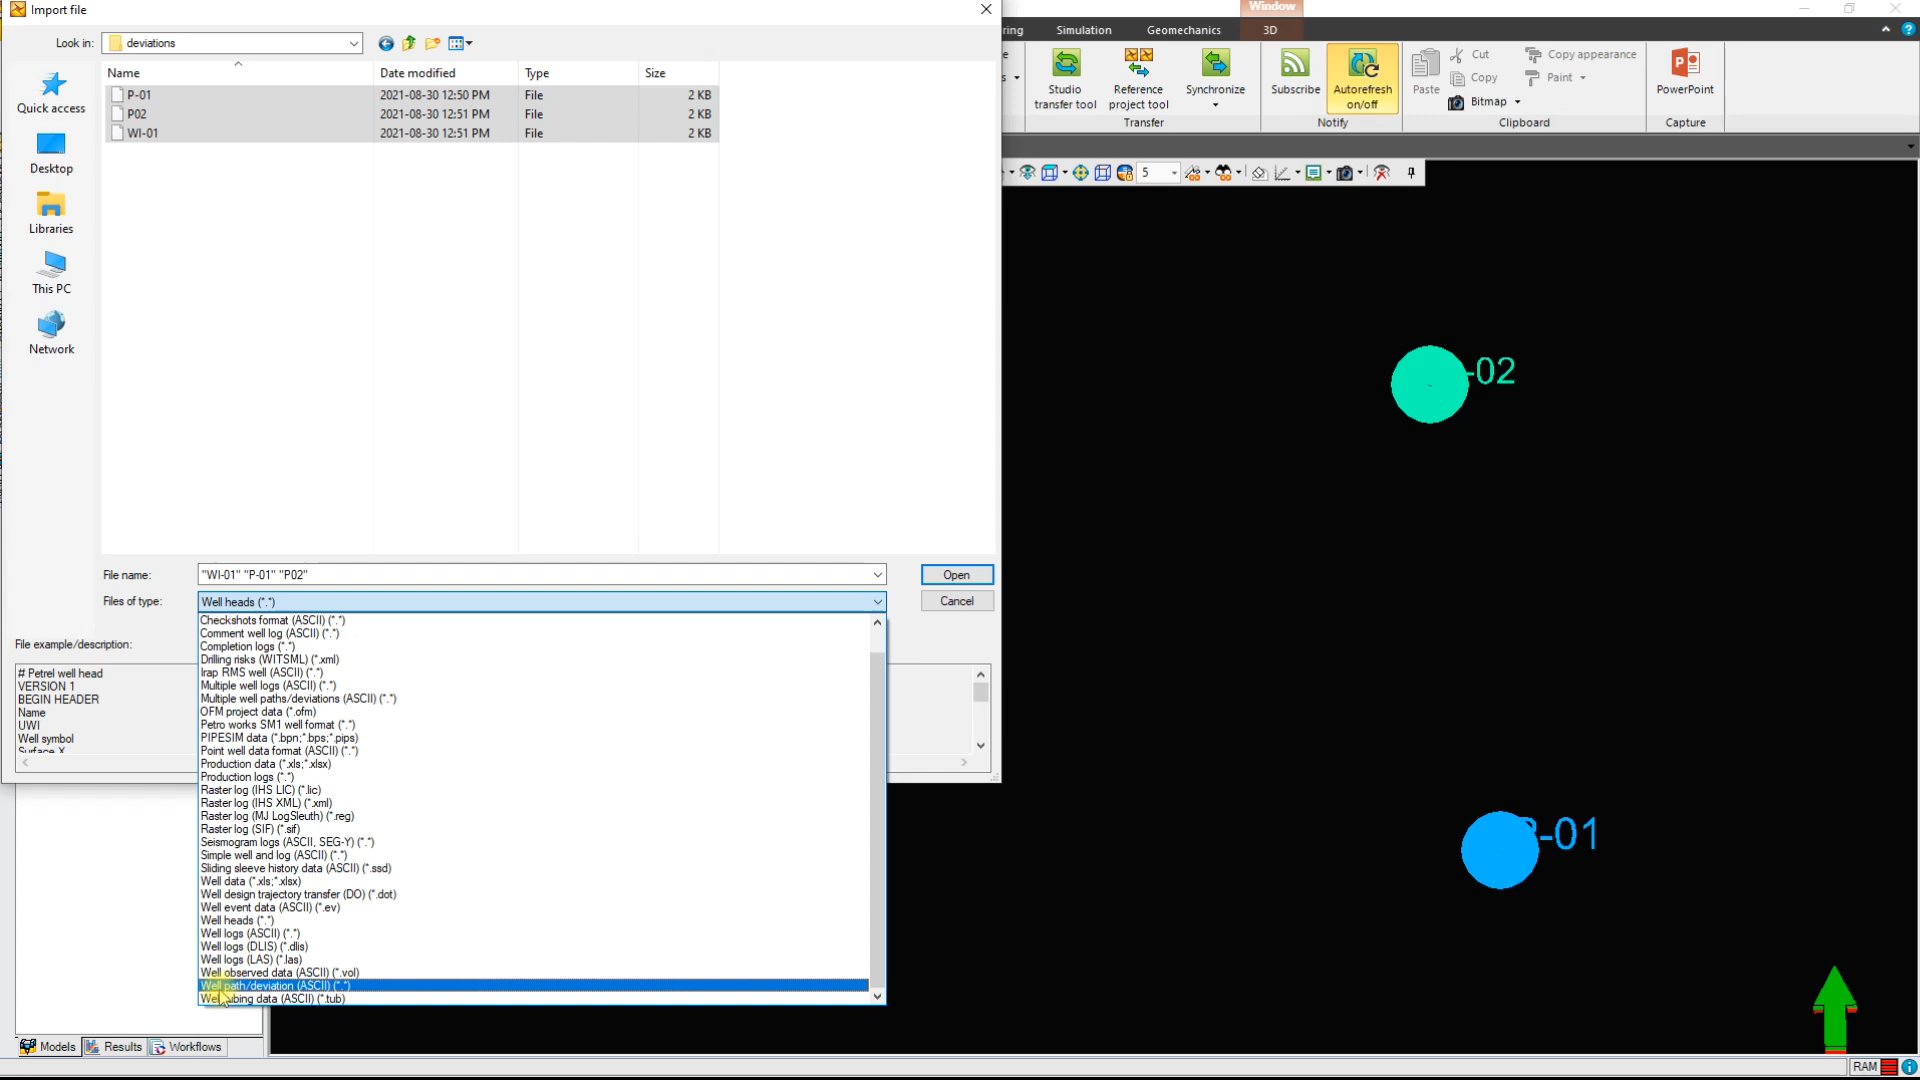 Import file
Window
Look in: deviations
ring
Simulation
Geomechanics
3D
Name
Date modified
Type
Size
P-01
2021-08-30 12:50 PM
File
2 KB
P02
2021-08-30 12:51 PM
File
2 KB
WI-01
2021-08-30 12:51 PM
File
2 KB
Quick access
Desktop
Libraries
This PC
Network
Studio
transfer tool
Reference
project tool
Synchronize
Transfer
Subscribe
Autorefresh
on/off
Notify
Paste
Cut
Copy
Bitmap
Copy appearance
Paint
Clipboard
PowerPoint
Capture
5
-02
-01
File name: "WI-01" "P-01" "P02"
Open
Files of type: Well heads (*.*)
Cancel
File example/description:
# Petrel well head
VERSION 1
BEGIN HEADER
Name
UWI
Well symbol
Surface X
Checkshots format (ASCII) (*.*)
Comment well log (ASCII) (*.*)
Completion logs (*.*)
Drilling risks (WITSML) (*.xml)
Irap RMS well (ASCII) (*.*)
Multiple well logs (ASCII) (*.*)
Multiple well paths/deviations (ASCII) (*.*)
OFM project data (*.ofm)
Petro works SM1 well format (*.*)
PIPESIM data (*.bpn;*.bps;*.pips)
Point well data format (ASCII) (*.*)
Production data (*.xls;*.xlsx)
Production logs (*.*)
Raster log (IHS LIC) (*.lic)
Raster log (IHS XML) (*.xml)
Raster log (MJ LogSleuth) (*.reg)
Raster log (SIF) (*.sif)
Seismogram logs (ASCII, SEG-Y) (*.*)
Simple well and log (ASCII) (*.*)
Sliding sleeve history data (ASCII) (*.ssd)
Well data (*.xls;*.xlsx)
Well design trajectory transfer (DO) (*.dot)
Well event data (ASCII) (*.ev)
Well heads (*.*)
Well logs (ASCII) (*.*)
Well logs (DLIS) (*.dlis)
Well logs (LAS) (*.las)
Well observed data (ASCII) (*.vol)
Well path/deviation (ASCII) (*.*)
Well tubing data (ASCII) (*.tub)
Models
Results
Workflows
RAM